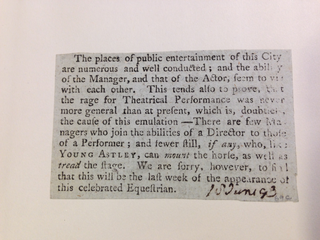 The places of public entertainment of this City
are numerous and well conducted ; and the ability
of the Manager, and that of the Actor, seem to vie
with each other. This tends also to prove, that
the rage for Theatrical Performance was never
more general than at present, which is, doubtless,
the cause of this emulation.—There are few Ma-
nagers who join the abilities of a Director to those
of a Performer ; and fewer still, if any, who, like
YOUNG ASTLEY, can mount the horse, as well as
tread the stage. We are sorry, however, to find
that this will be the last week of the appearance of
this celebrated Equestrian.
18 June 93